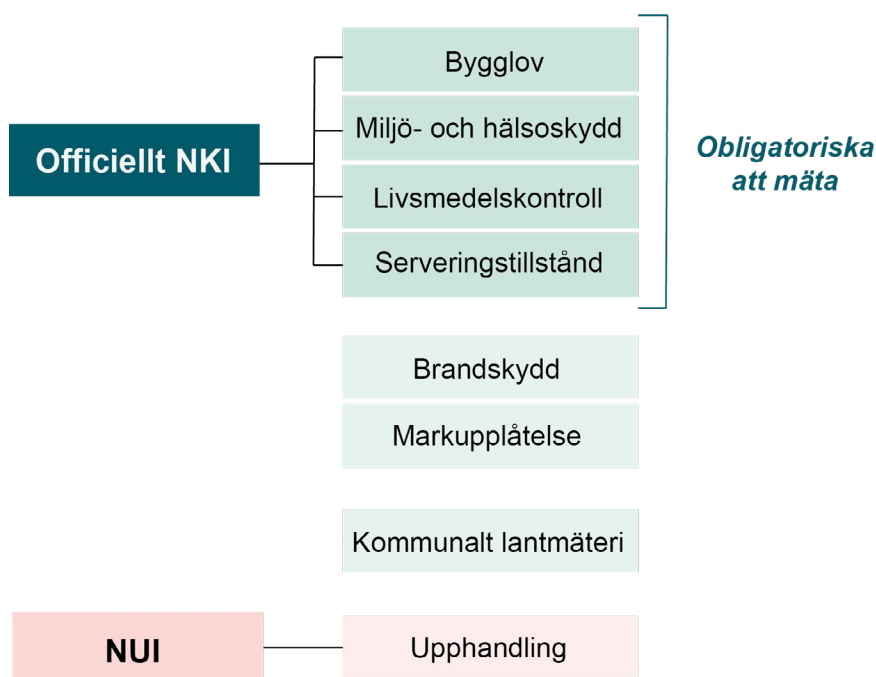 Officiellt NKI
Bygglov
Miljö- och hälsoskydd
Livsmedelskontroll
Serveringstillstånd
Obligatoriska
att mäta
Brandskydd
Markupplåtelse
Kommunalt lantmäteri
NUI
Upphandling